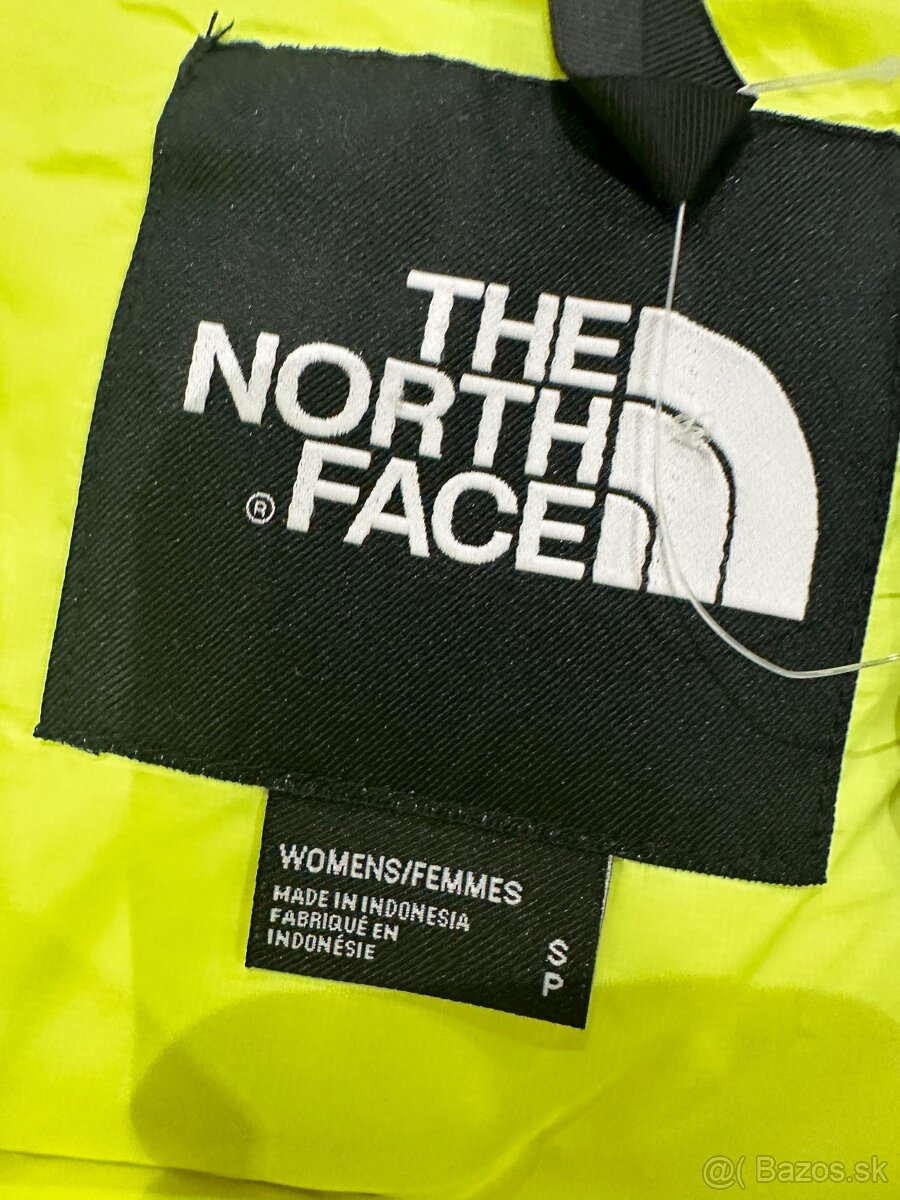 THE
NORTH
FACE
®
WOMENS/FEMMES
MADE IN INDONESIA
FABRIQUÉ EN
INDONÉSIE
S
P
@( Bazos.sk